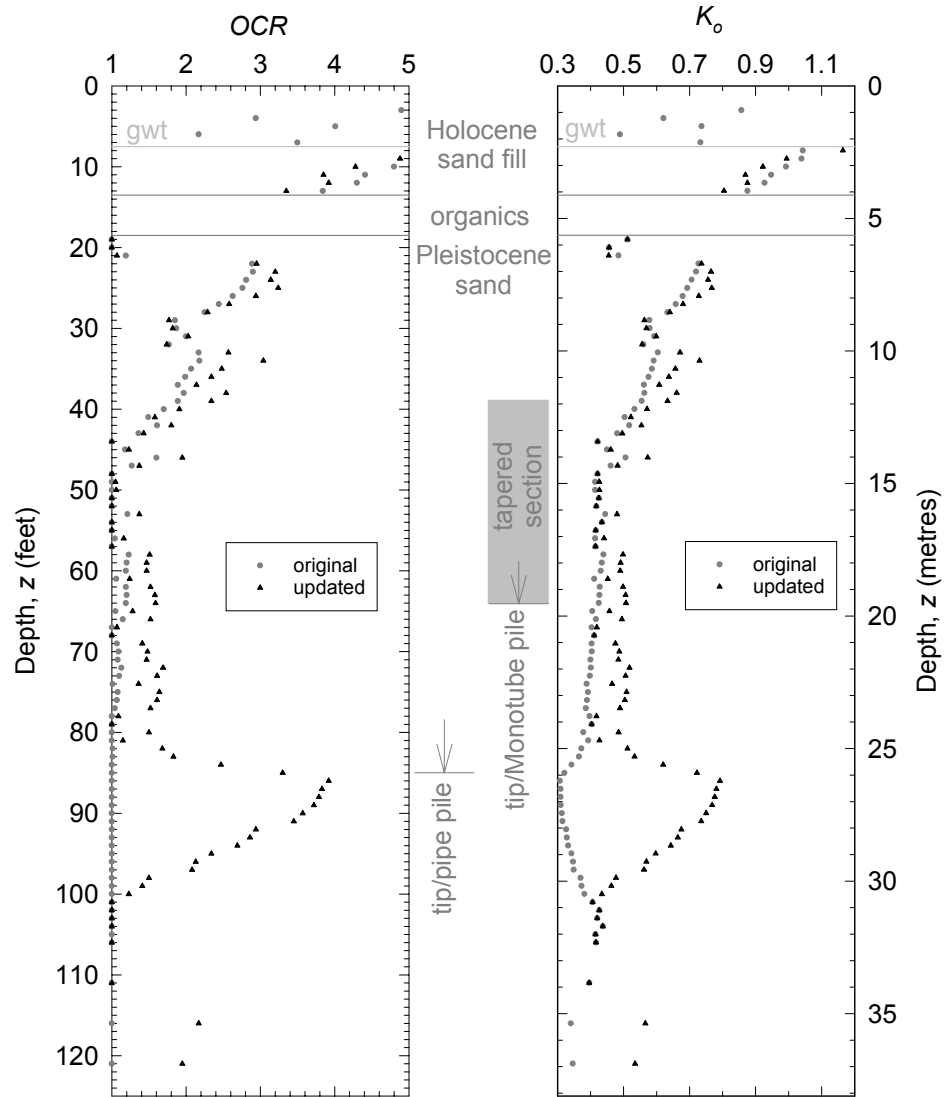 OCR
K_o
1 2 3 4 5
0.3 0.5 0.7 0.9 1.1
0
10
20
30
40
50
60
70
80
90
100
110
120
Depth, z (feet)
gwt
original
updated
Holocene
sand fill
organics
Pleistocene
sand
tapered
section
tip/Monotube pile
tip/pipe pile
gwt
original
updated
0
5
10
15
20
25
30
35
Depth, z (metres)